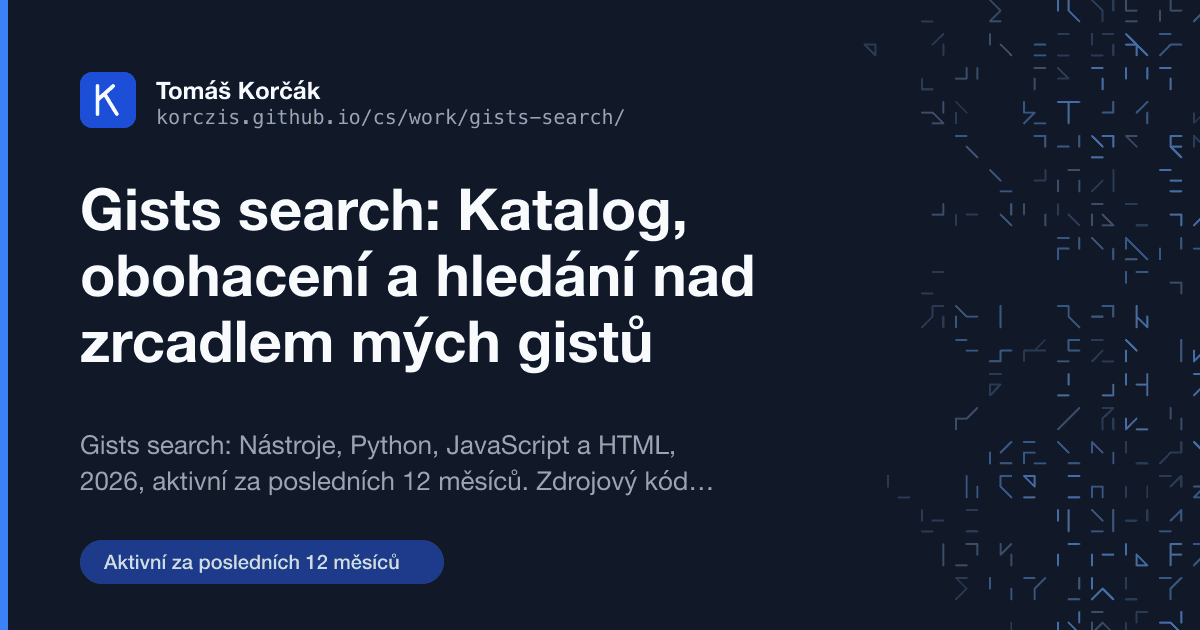 K
Tomáš Korčák
korczis.github.io/cs/work/gists-search/
Gists search: Katalog,
obohacení a hledání nad
zrcadlem mých gistů
Gists search: Nástroje, Python, JavaScript a HTML,
2026, aktivní za posledních 12 měsíců. Zdrojový kód…
Aktivní za posledních 12 měsíců